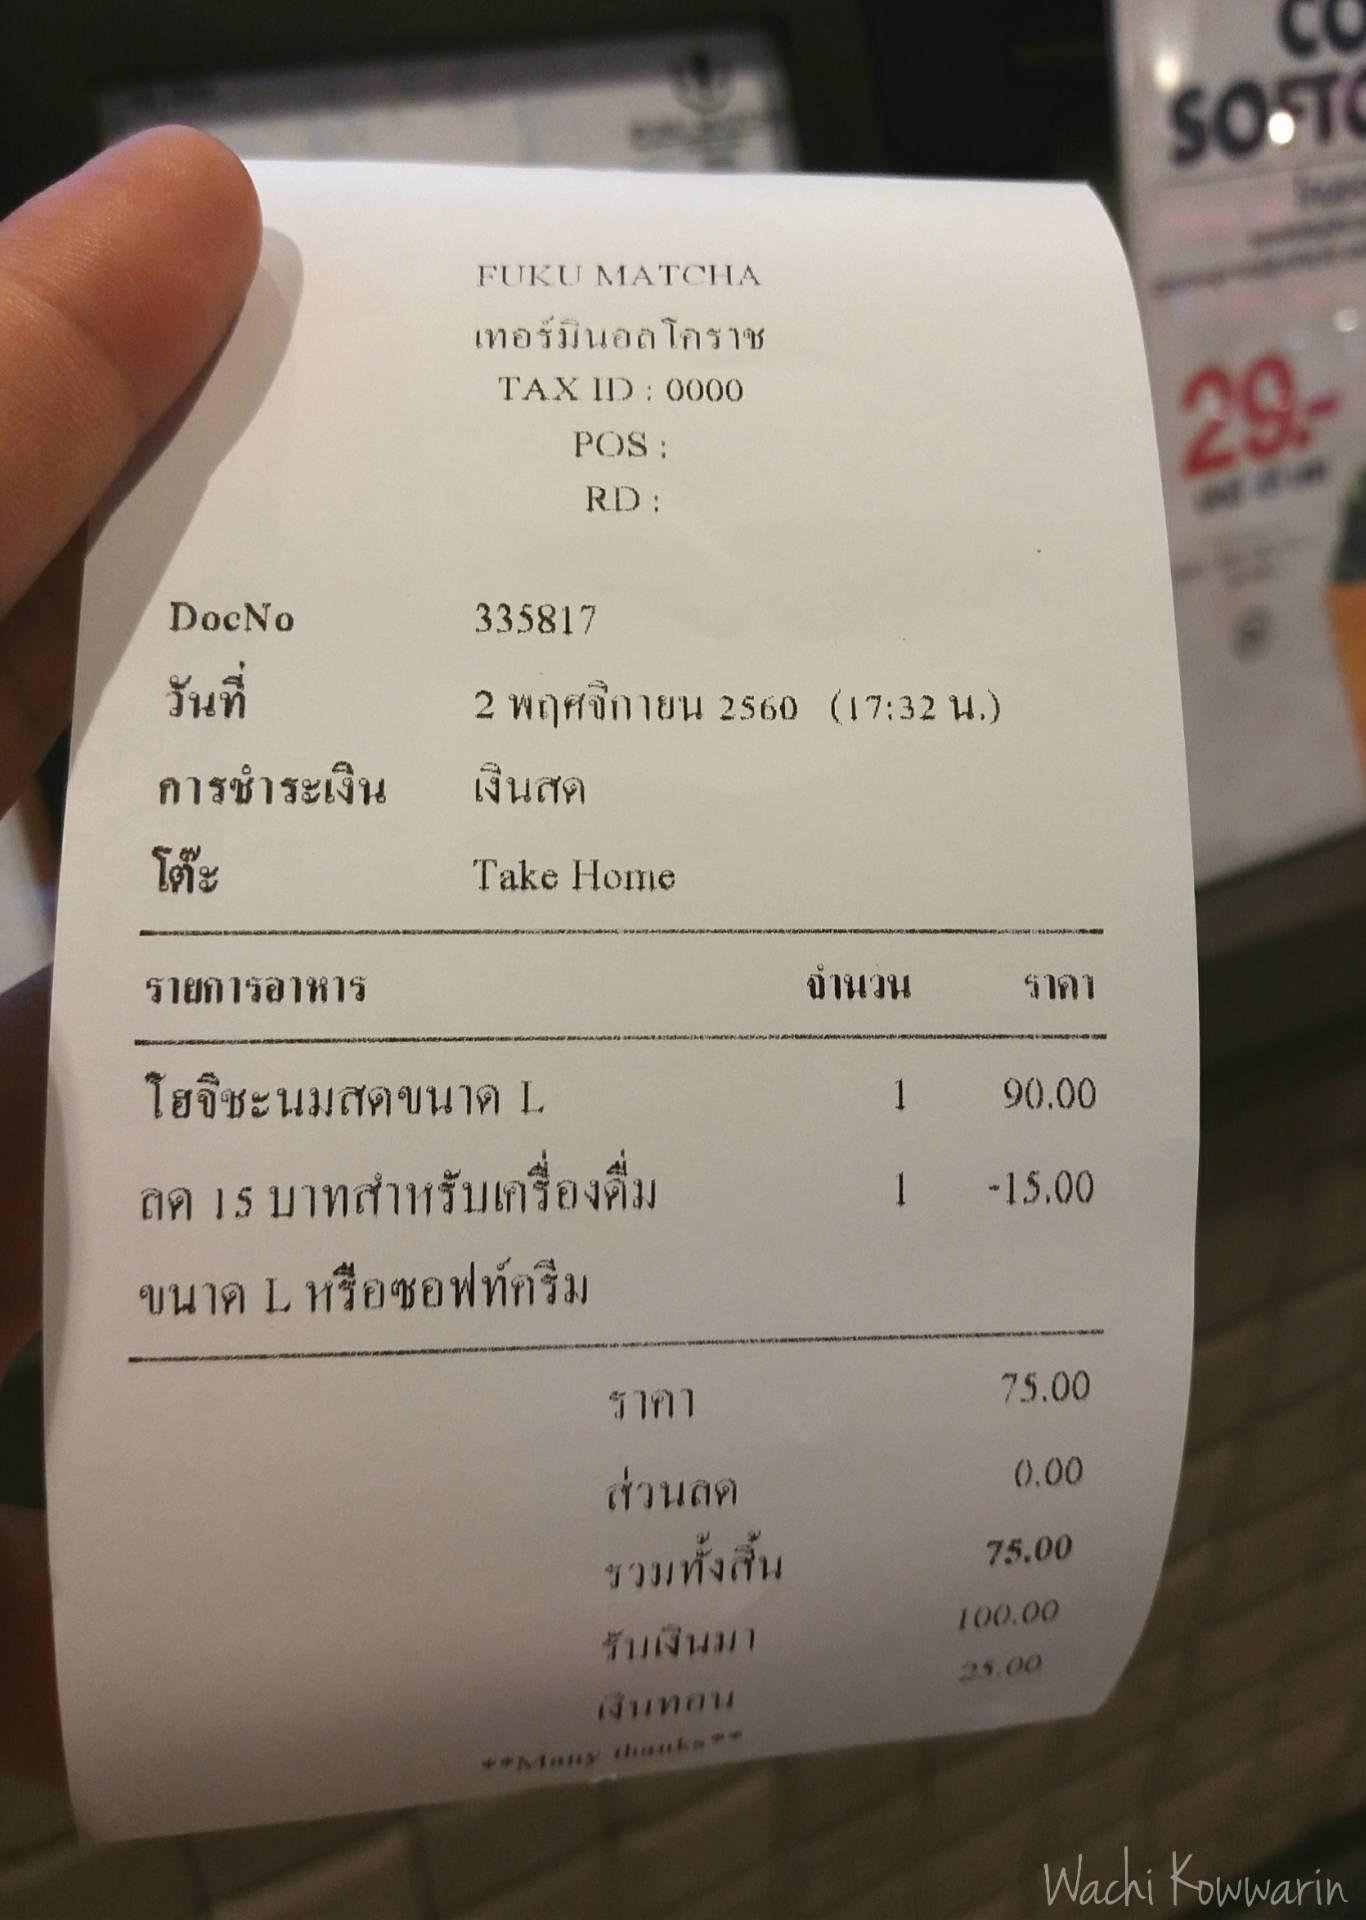 FUKU MATCHA
เทอร์มินอลโคราช
TAX ID : 0000
POS :
RD :
DocNo 335817
วันที่ 2 พฤศจิกายน 2560 (17:32 น.)
การชำระเงิน เงินสด
โต๊ะ Take Home
รายการอาหาร จำนวน ราคา
โฮจิชะนมสดขนาด L 1 90.00
ลด 15 บาทสำหรับเครื่องดื่ม 1 -15.00
ขนาด L หรือซอฟท์ครีม
ราคา 75.00
ส่วนลด 0.00
รวมทั้งสิ้น 75.00
รับเงินมา 100.00
เงินทอน 25.00
**Many thanks**
CO
SOFTC
29.-
Wachi Kowwarin